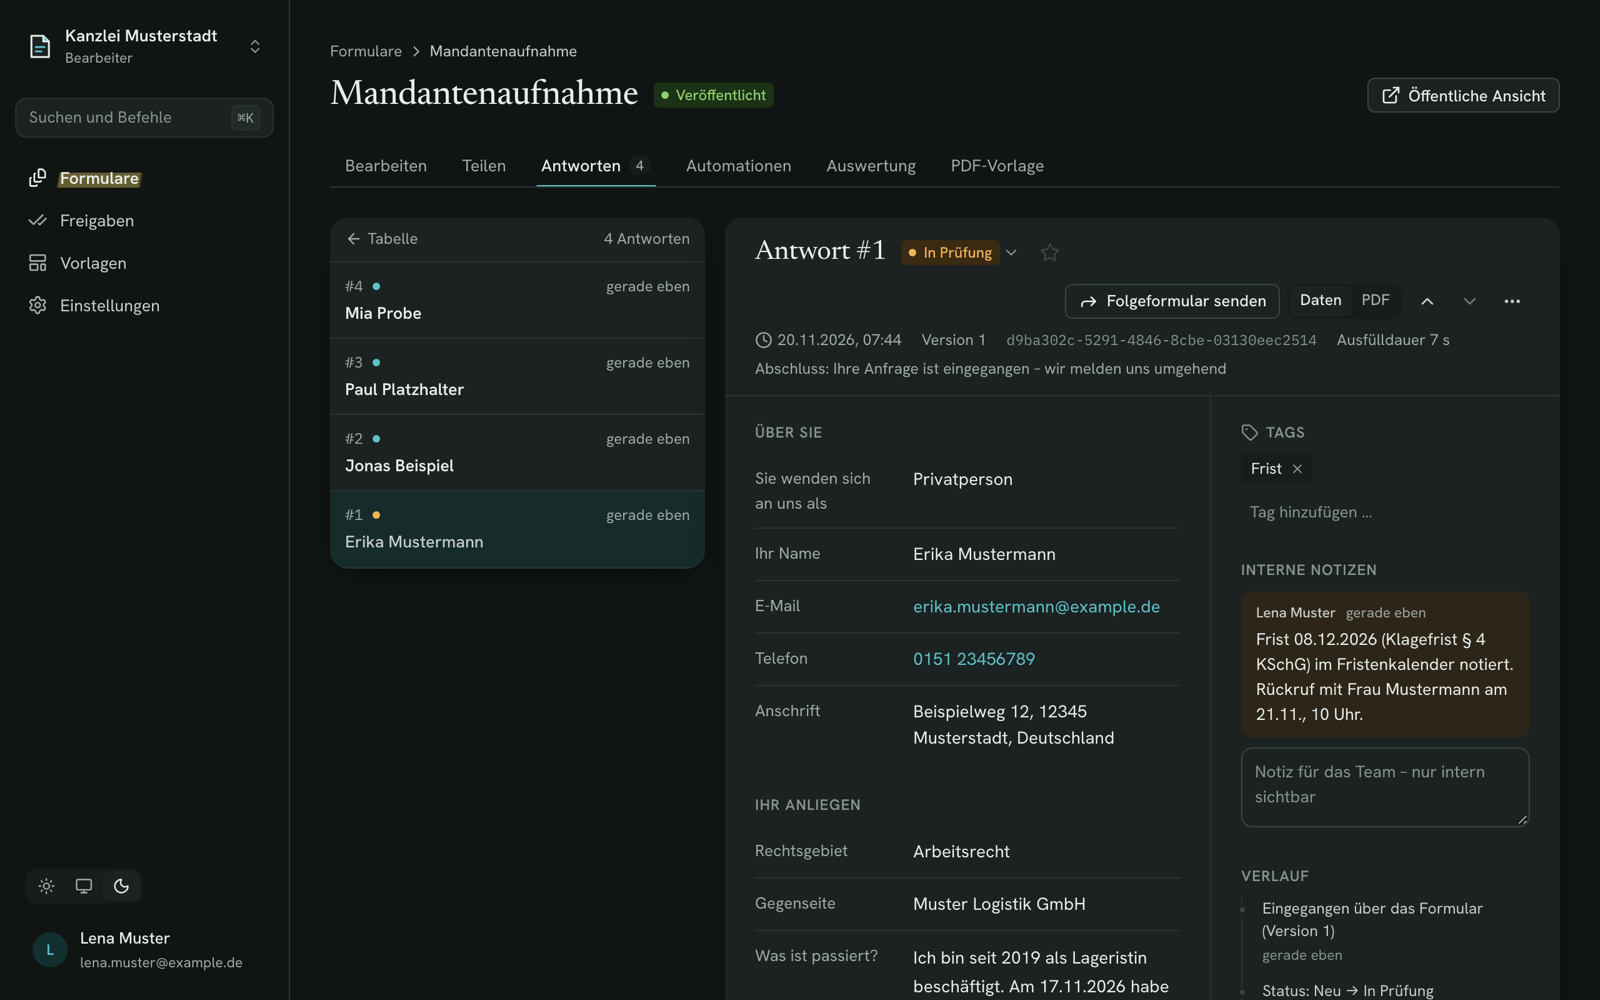 Kanzlei Musterstadt
Bearbeiter
Suchen und Befehle
⌘K
Formulare
Freigaben
Vorlagen
Einstellungen
L
Lena Muster
lena.muster@example.de
Formulare > Mandantenaufnahme
Mandantenaufnahme
Veröffentlicht
Öffentliche Ansicht
Bearbeiten
Teilen
Antworten 4
Automationen
Auswertung
PDF-Vorlage
← Tabelle
4 Antworten
#4
gerade eben
Mia Probe
#3
gerade eben
Paul Platzhalter
#2
gerade eben
Jonas Beispiel
#1
gerade eben
Erika Mustermann
Antwort #1
In Prüfung
Folgeformular senden
Daten
PDF
20.11.2026, 07:44
Version 1
d9ba302c-5291-4846-8cbe-03130eec2514
Ausfülldauer 7 s
Abschluss: Ihre Anfrage ist eingegangen – wir melden uns umgehend
ÜBER SIE
Sie wenden sich
an uns als
Privatperson
Ihr Name
Erika Mustermann
E-Mail
erika.mustermann@example.de
Telefon
0151 23456789
Anschrift
Beispielweg 12, 12345
Musterstadt, Deutschland
IHR ANLIEGEN
Rechtsgebiet
Arbeitsrecht
Gegenseite
Muster Logistik GmbH
Was ist passiert?
Ich bin seit 2019 als Lageristin
beschäftigt. Am 17.11.2026 habe
TAGS
Frist ×
Tag hinzufügen ...
INTERNE NOTIZEN
Lena Muster gerade eben
Frist 08.12.2026 (Klagefrist § 4
KSchG) im Fristenkalender notiert.
Rückruf mit Frau Mustermann am
21.11., 10 Uhr.
Notiz für das Team – nur intern
sichtbar
VERLAUF
Eingegangen über das Formular
(Version 1)
gerade eben
Status: Neu → In Prüfung